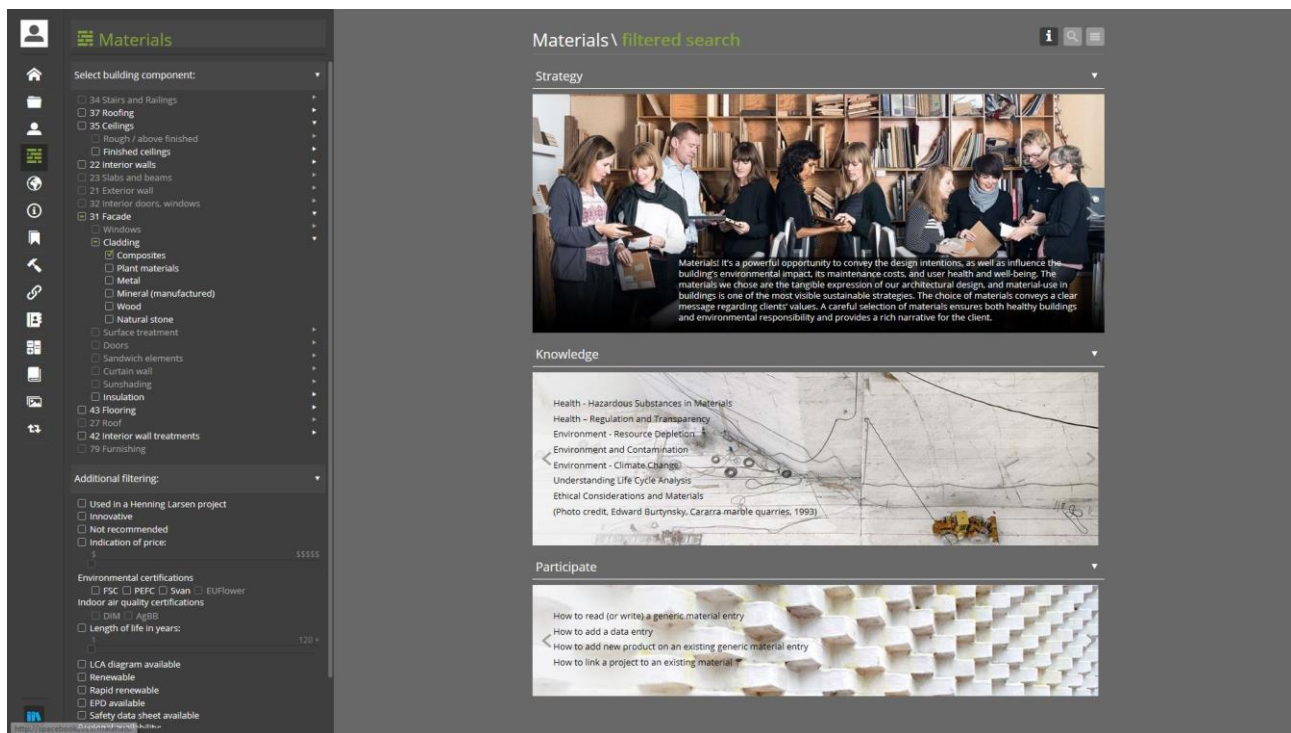 Materials
Select building component:
34 Stairs and Railings
37 Roofing
35 Ceilings
Rough / above finished
Finished ceilings
22 Interior walls
23 Slabs and beams
21 Exterior wall
32 Interior doors, windows
31 Facade
Windows
Cladding
Composites
Plant materials
Metal
Mineral (manufactured)
Wood
Natural stone
Surface treatment
Doors
Sandwich elements
Curtain wall
Sunshading
Insulation
43 Flooring
27 Roof
42 Interior wall treatments
79 Furnishing
Additional filtering:
Used in a Henning Larsen project
Innovative
Not recommended
Indication of price:
$ $$$$$
Environmental certifications
FSC PEFC Svan EUFlower
Indoor air quality certifications
DIM AgBB
Length of life in years:
1 120 +
LCA diagram available
Renewable
Rapid renewable
EPD available
Safety data sheet available
Materials\ filtered search
Strategy
Materials! It's a powerful opportunity to convey the design intentions, as well as influence the
building's environmental impact, its maintenance costs, and user health and well-being. The
materials we chose are the tangible expression of our architectural design, and material-use in
buildings is one of the most visible sustainable strategies. The choice of materials conveys a clear
message regarding clients' values. A careful selection of materials ensures both healthy buildings
and environmental responsibility and provides a rich narrative for the client.
Knowledge
Health - Hazardous Substances in Materials
Health – Regulation and Transparency
Environment - Resource Depletion
Environment and Contamination
Environment - Climate Change
Understanding Life Cycle Analysis
Ethical Considerations and Materials
(Photo credit, Edward Burtynsky, Cararra marble quarries, 1993)
Participate
How to read (or write) a generic material entry
How to add a data entry
How to add new product on an existing generic material entry
How to link a project to an existing material